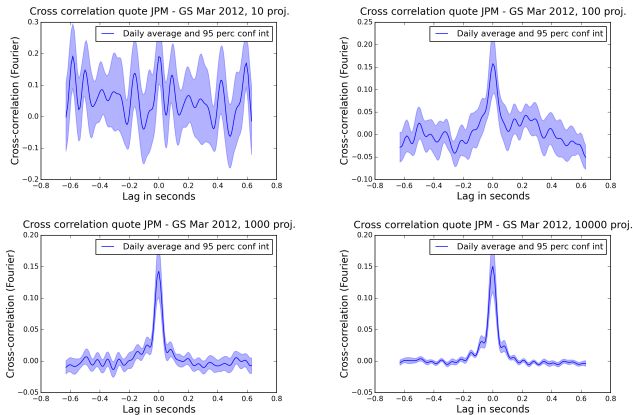 Cross correlation quote JPM - GS Mar 2012, 10 proj.
Daily average and 95 perc conf int
Cross-correlation (Fourier)
0.3
0.2
0.1
0.0
−0.1
−0.2
−0.8 −0.6 −0.4 −0.2 0.0 0.2 0.4 0.6 0.8
Lag in seconds
Cross correlation quote JPM - GS Mar 2012, 100 proj.
Daily average and 95 perc conf int
Cross-correlation (Fourier)
0.25
0.20
0.15
0.10
0.05
0.00
−0.05
−0.10
−0.8 −0.6 −0.4 −0.2 0.0 0.2 0.4 0.6 0.8
Lag in seconds
Cross correlation quote JPM - GS Mar 2012, 1000 proj.
Daily average and 95 perc conf int
Cross-correlation (Fourier)
0.20
0.15
0.10
0.05
0.00
−0.05
−0.8 −0.6 −0.4 −0.2 0.0 0.2 0.4 0.6 0.8
Lag in seconds
Cross correlation quote JPM - GS Mar 2012, 10000 proj.
Daily average and 95 perc conf int
Cross-correlation (Fourier)
0.20
0.15
0.10
0.05
0.00
−0.05
−0.8 −0.6 −0.4 −0.2 0.0 0.2 0.4 0.6 0.8
Lag in seconds